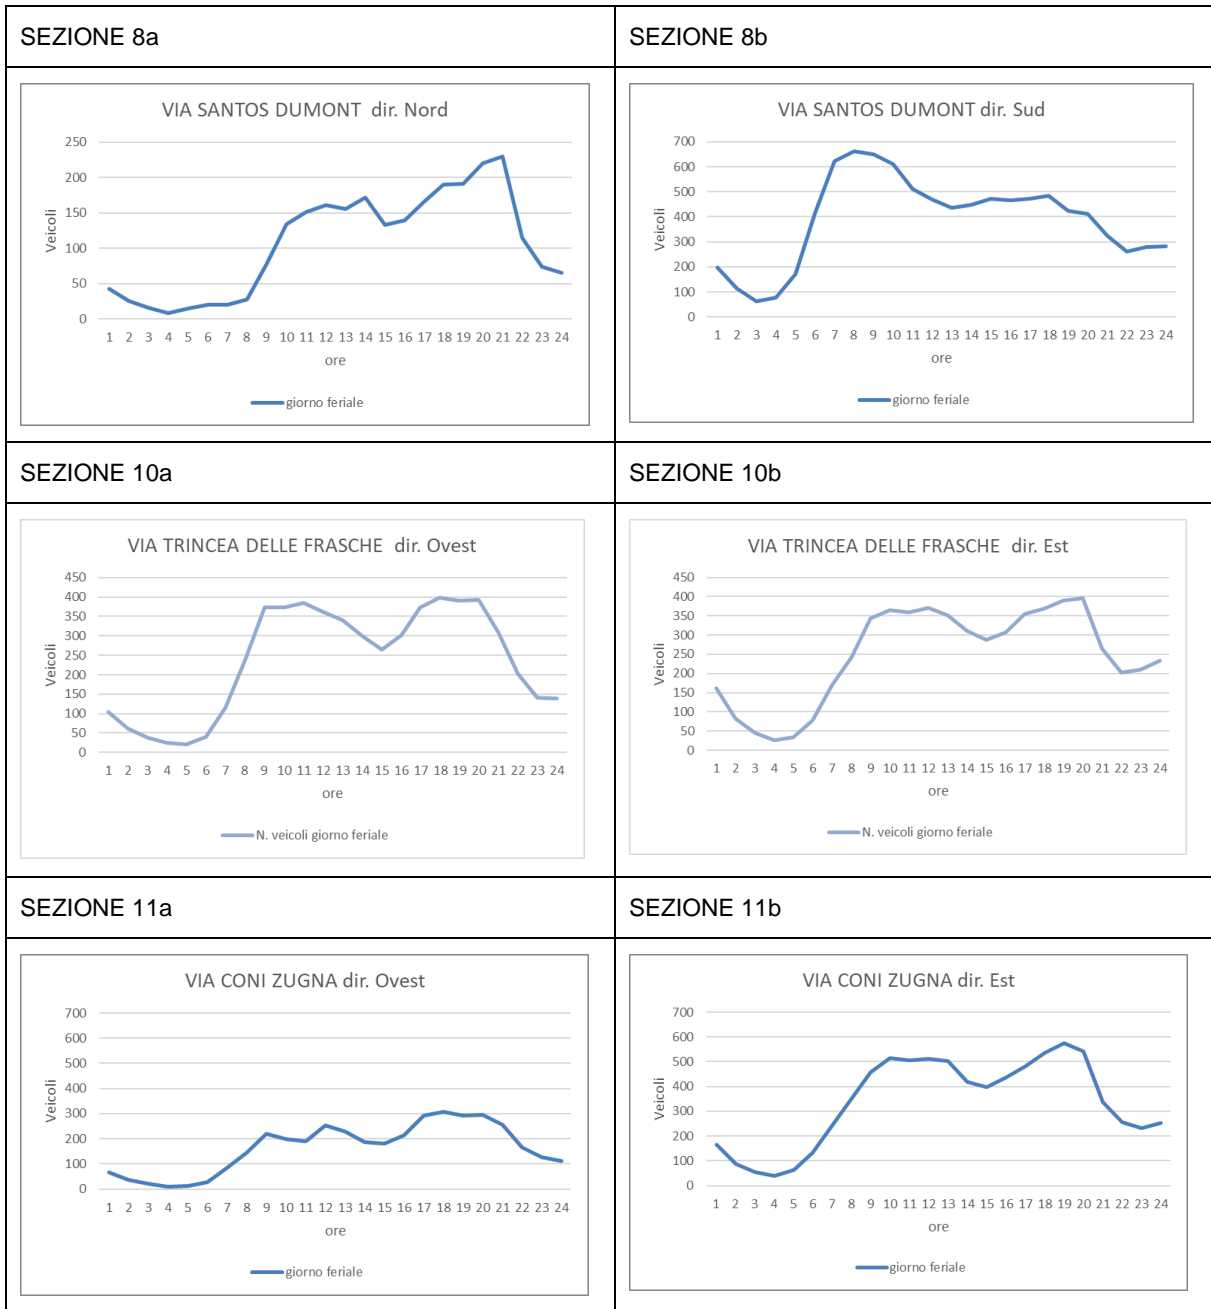 SEZIONE 8a
SEZIONE 8b
VIA SANTOS DUMONT dir. Nord
250
200
150
100
50
0
Veicoli
1 2 3 4 5 6 7 8 9 10 11 12 13 14 15 16 17 18 19 20 21 22 23 24
ore
giorno feriale
VIA SANTOS DUMONT dir. Sud
700
600
500
400
300
200
100
0
Veicoli
1 2 3 4 5 6 7 8 9 10 11 12 13 14 15 16 17 18 19 20 21 22 23 24
ore
giorno feriale
SEZIONE 10a
SEZIONE 10b
VIA TRINCEA DELLE FRASCHE dir. Ovest
450
400
350
300
250
200
150
100
50
0
Veicoli
1 2 3 4 5 6 7 8 9 10 11 12 13 14 15 16 17 18 19 20 21 22 23 24
ore
N. veicoli giorno feriale
VIA TRINCEA DELLE FRASCHE dir. Est
450
400
350
300
250
200
150
100
50
0
Veicoli
1 2 3 4 5 6 7 8 9 10 11 12 13 14 15 16 17 18 19 20 21 22 23 24
ore
N. veicoli giorno feriale
SEZIONE 11a
SEZIONE 11b
VIA CONI ZUGNA dir. Ovest
700
600
500
400
300
200
100
0
Veicoli
1 2 3 4 5 6 7 8 9 10 11 12 13 14 15 16 17 18 19 20 21 22 23 24
ore
giorno feriale
VIA CONI ZUGNA dir. Est
700
600
500
400
300
200
100
0
Veicoli
1 2 3 4 5 6 7 8 9 10 11 12 13 14 15 16 17 18 19 20 21 22 23 24
ore
giorno feriale